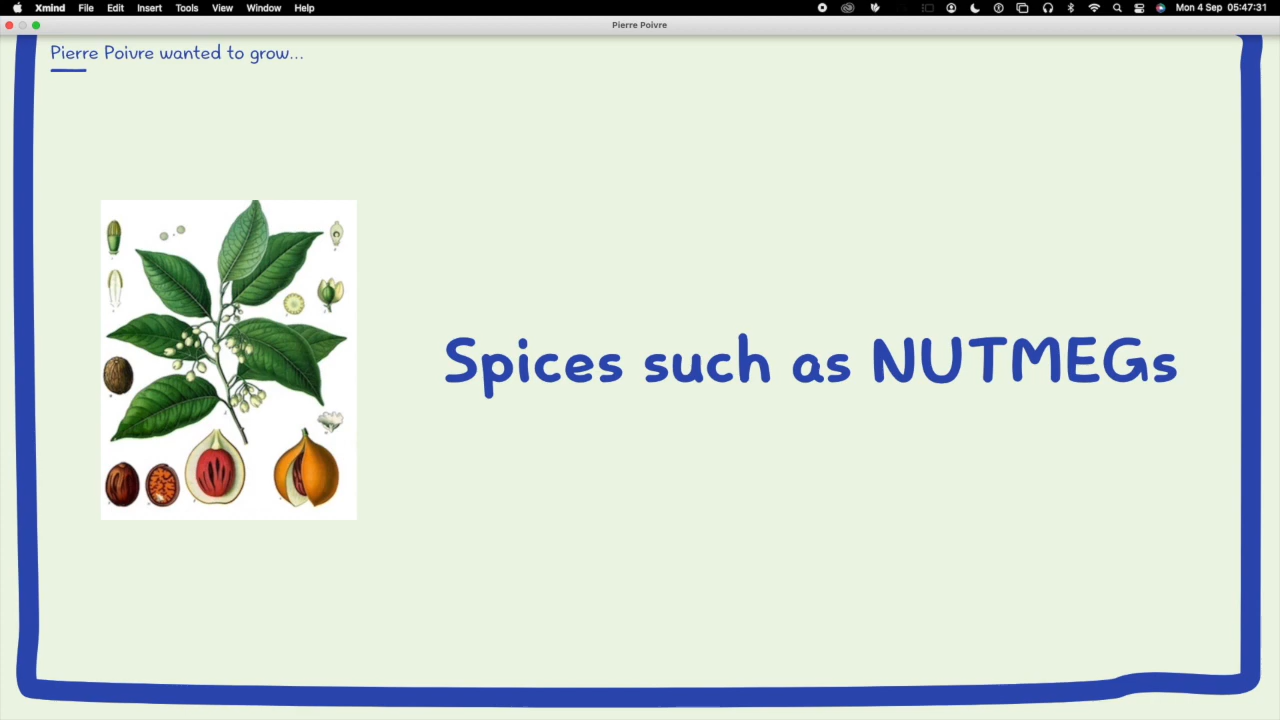 Xmind File Edit Insert Tools View Window Help Mon 4 Sep 05:47:31
Pierre Poivre
Pierre Poivre wanted to grow...
Spices such as NUTMEGs